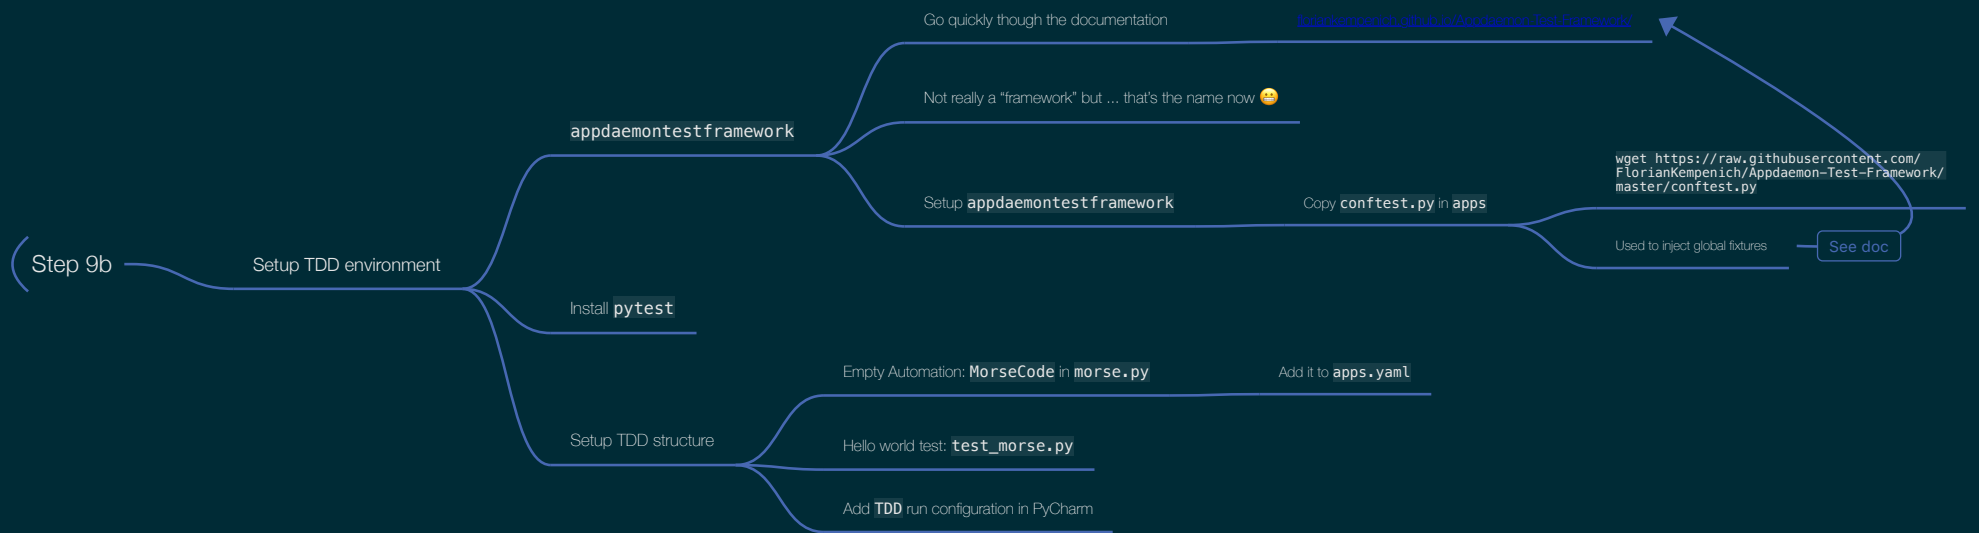 Go quickly though the documentation
Not really a “framework” but ... that’s the name now 😬
appdaemontestframework
wget https://raw.githubusercontent.com/
FlorianKempenich/Appdaemon-Test-Framework/
master/conftest.py
Setup appdaemontestframework
Copy conftest.py in apps
Used to inject global fixtures
See doc
Step 9b
Setup TDD environment
Install pytest
Empty Automation: MorseCode in morse.py
Add it to apps.yaml
Setup TDD structure
Hello world test: test_morse.py
Add TDD run configuration in PyCharm